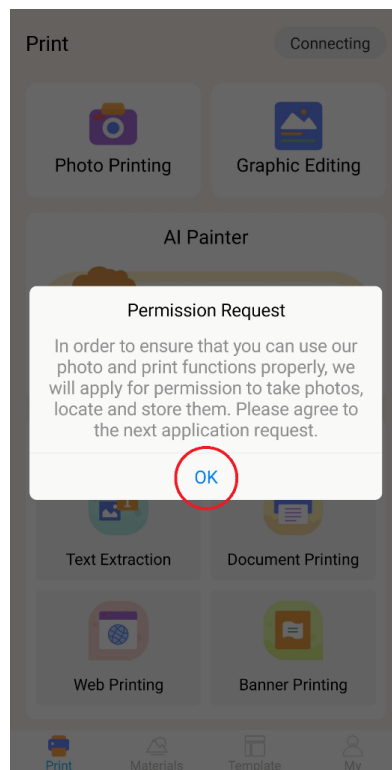 Print
Connecting
Photo Printing
Graphic Editing
AI Painter
Permission Request
In order to ensure that you can use our
photo and print functions properly, we
will apply for permission to take photos,
locate and store them. Please agree to
the next application request.
OK
Text Extraction
Document Printing
Web Printing
Banner Printing
Print
Materials
Template
My